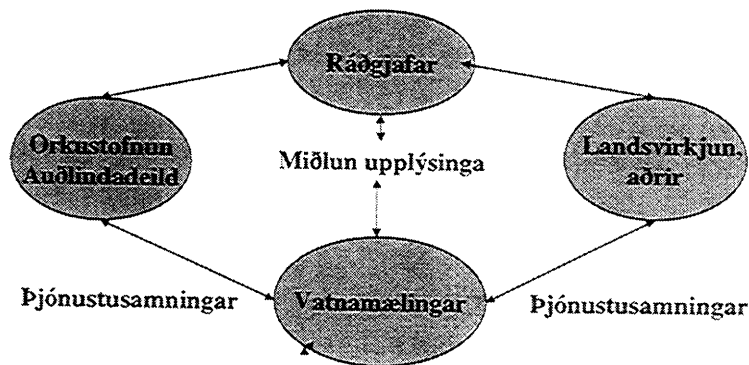 Ráðgjafar
Orkustofnun
Auðlindadeild
Miðlun upplýsinga
Landsvirkjun,
aðrir
Þjónustusamningar
Vatnamælingar
Þjónustusamningar